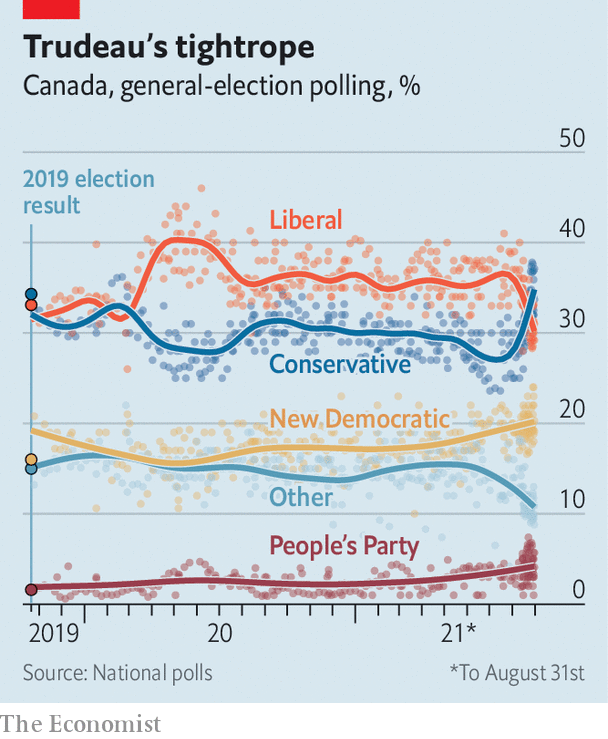 Trudeau's tightrope
Canada, general-election polling, %
50
2019 election
result
Liberal
40
30
Conservative
New Democratic
20
Other
10
People's Party
0
2019
20
21*
Source: National polls
*To August 31st
The Economist